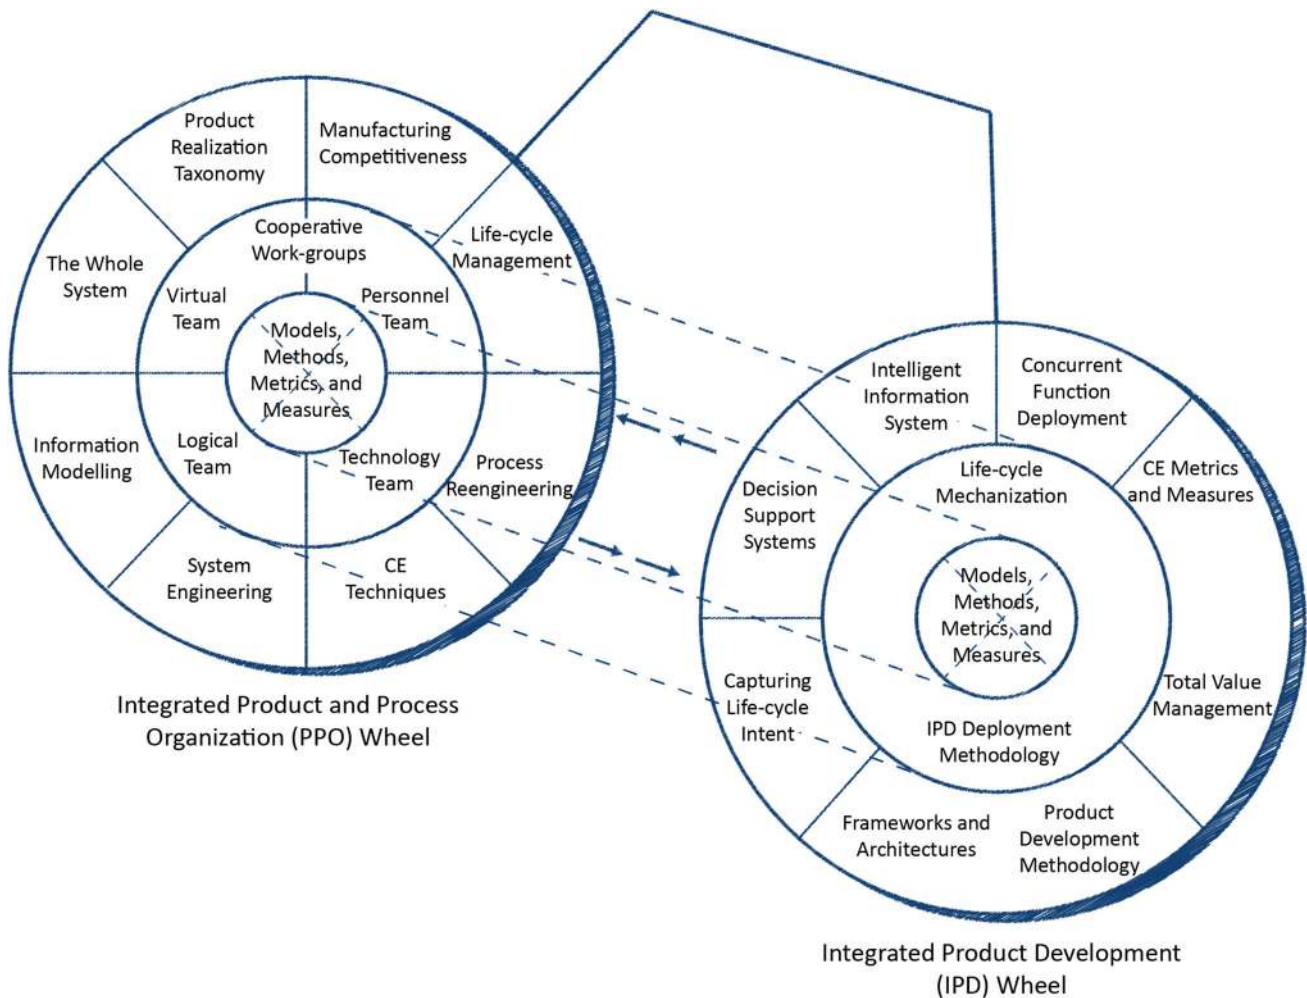 Product
Realization
Taxonomy
Manufacturing
Competitiveness
Life-cycle
Management
Process
Reengineering
CE
Techniques
System
Engineering
Information
Modelling
The Whole
System
Cooperative
Work-groups
Virtual
Team
Personnel
Team
Logical
Team
Technology
Team
Models,
Methods,
Metrics, and
Measures
Integrated Product and Process
Organization (PPO) Wheel
Intelligent
Information
System
Concurrent
Function
Deployment
CE Metrics
and Measures
Total Value
Management
Product
Development
Methodology
Frameworks and
Architectures
Capturing
Life-cycle
Intent
Decision
Support
Systems
Life-cycle
Mechanization
Models,
Methods,
Metrics, and
Measures
IPD Deployment
Methodology
Integrated Product Development
(IPD) Wheel